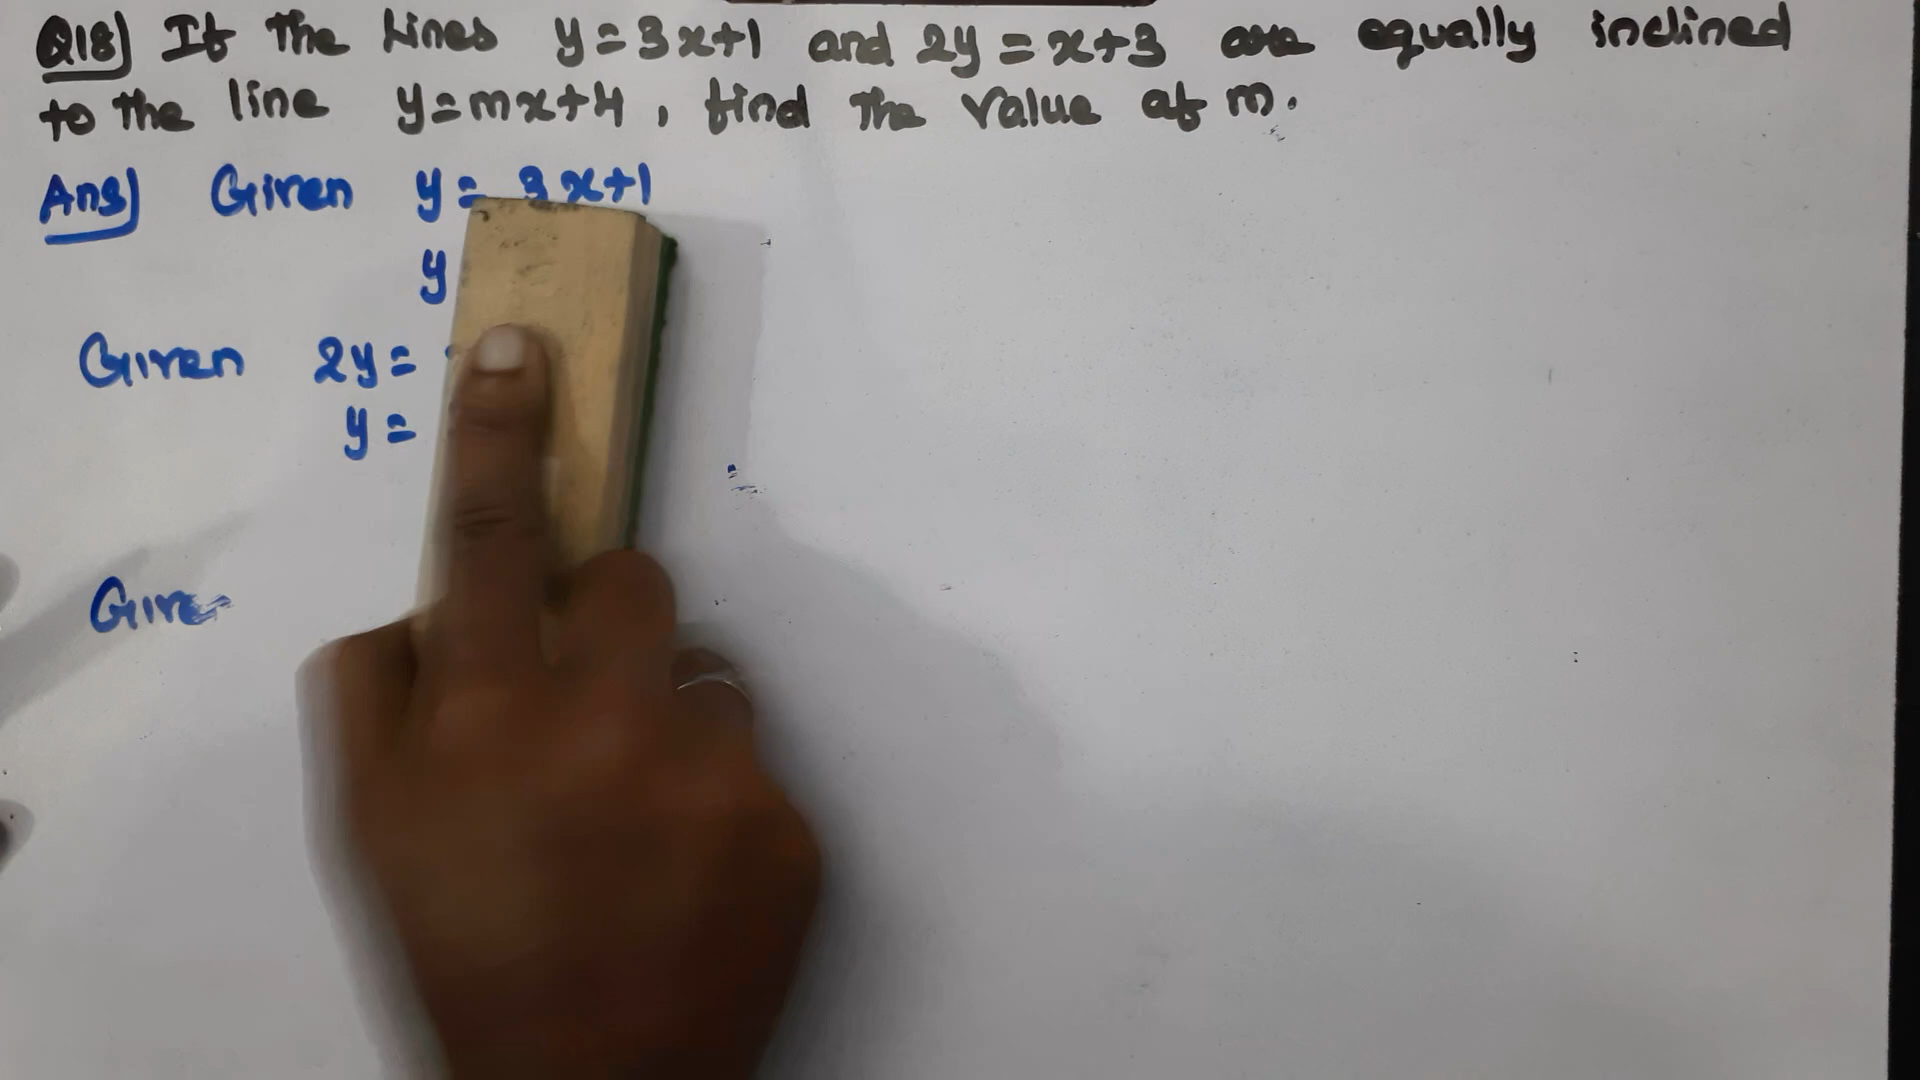 Q18) If the lines y=3x+1 and 2y=x+3 are equally inclined
to the line y=mx+4, find the value of m.
Ans) Given y= 3x+1
y
Given 2y=
y=
Give